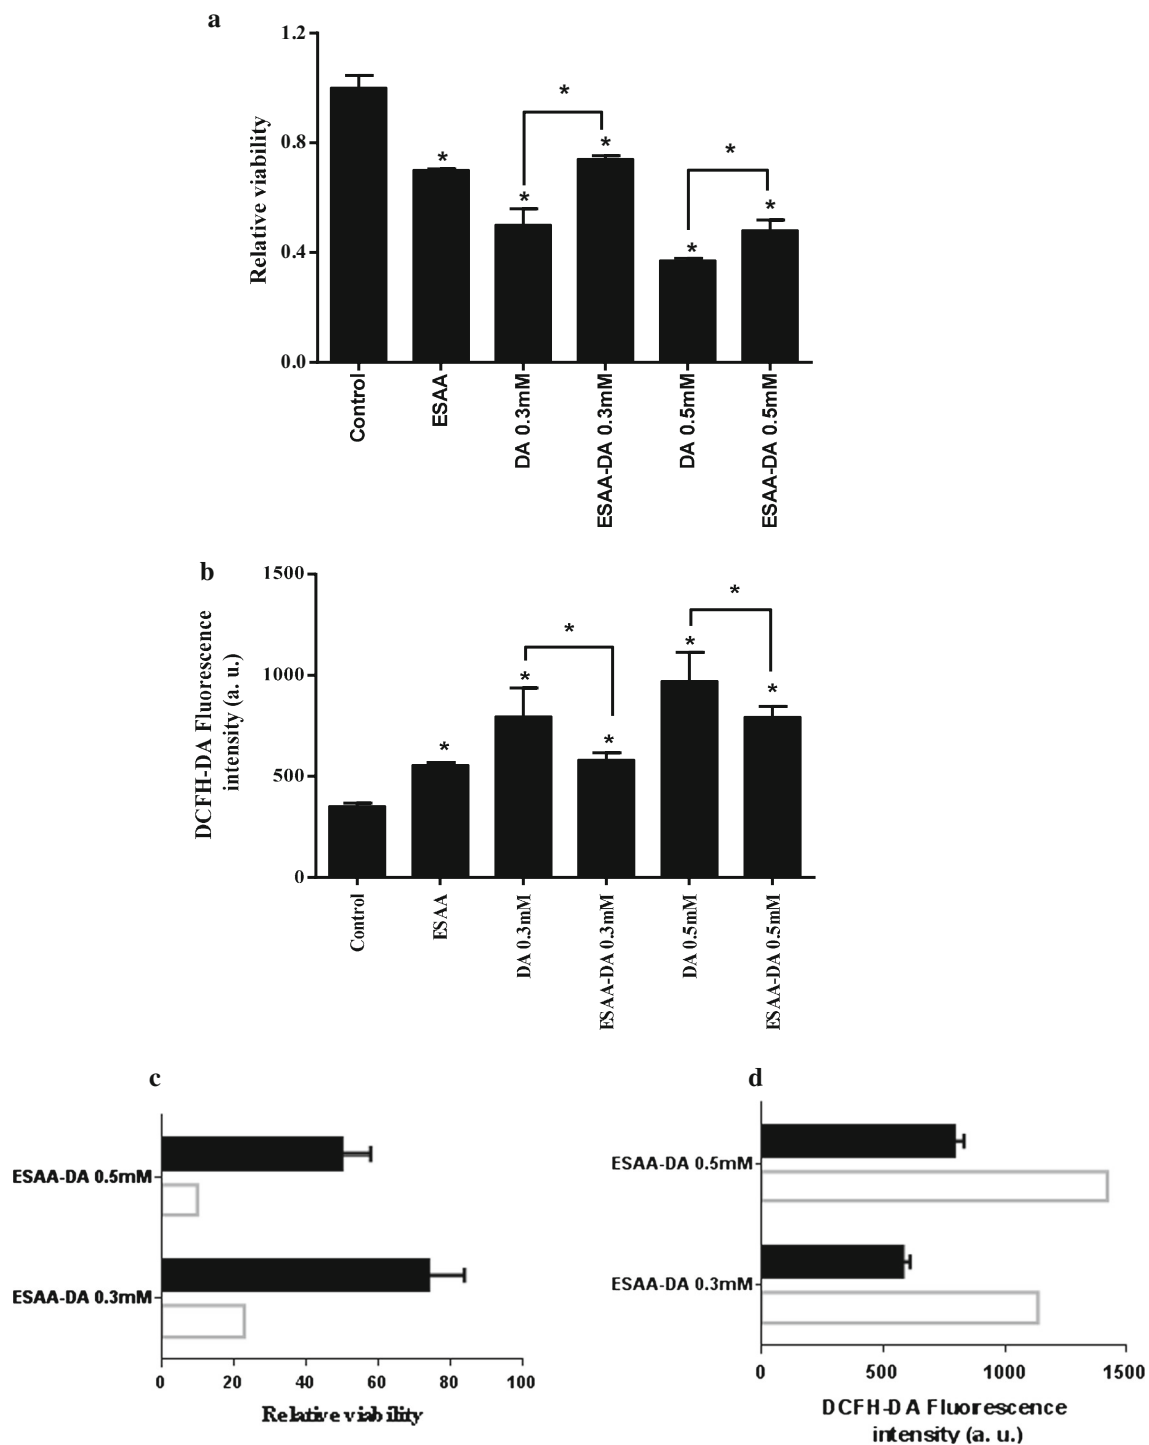 a
1.2
0.8
0.4
0.0
Relative viability
*
*
*
*
*
*
*
Control
ESAA
DA 0.3mM
ESAA-DA 0.3mM
DA 0.5mM
ESAA-DA 0.5mM
b
1500
1000
500
0
DCFH-DA Fluorescence
intensity (a. u.)
*
*
*
*
*
*
*
Control
ESAA
DA 0.3mM
ESAA-DA 0.3mM
DA 0.5mM
ESAA-DA 0.5mM
c
ESAA-DA 0.5mM
ESAA-DA 0.3mM
0 20 40 60 80 100
Relative viability
d
ESAA-DA 0.5mM
ESAA-DA 0.3mM
0 500 1000 1500
DCFH-DA Fluorescence
intensity (a. u.)